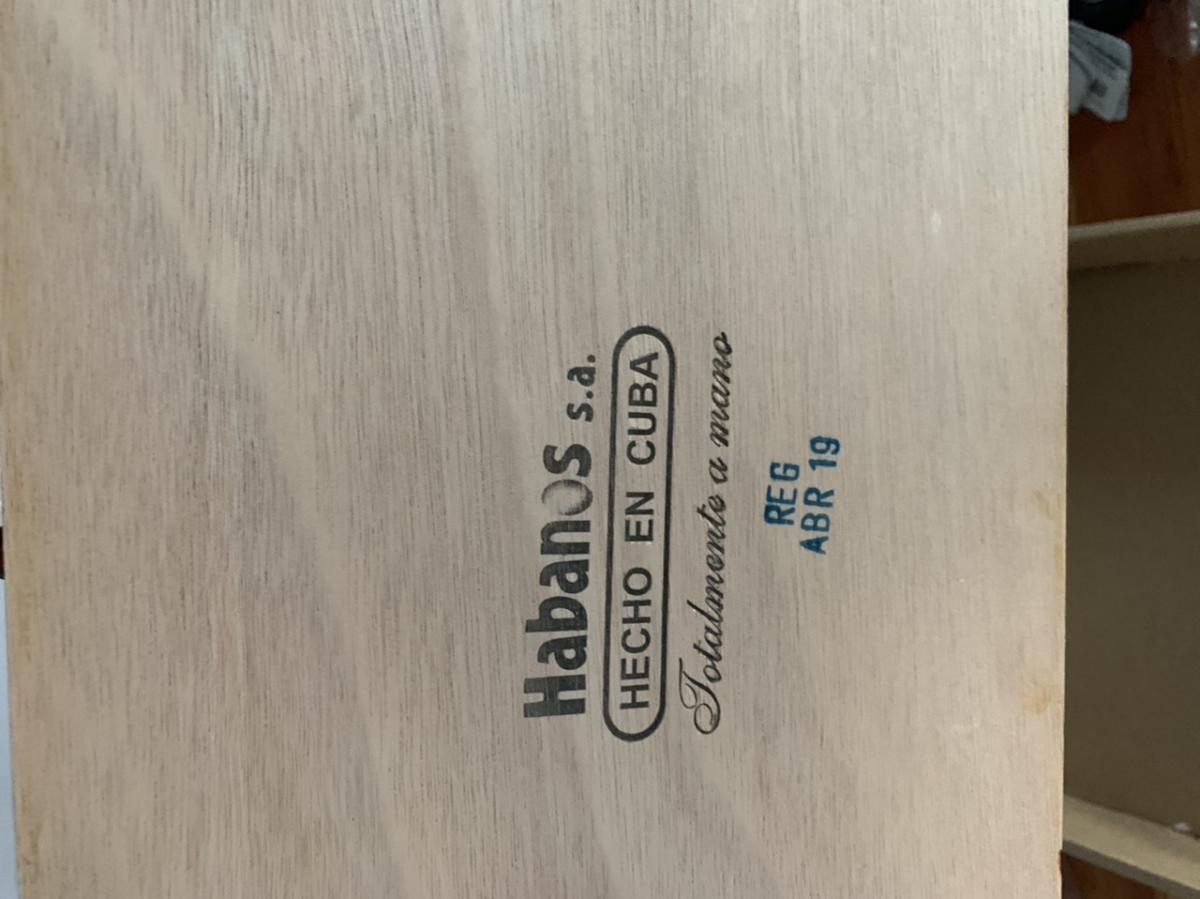 Habanos s.a.
HECHO EN CUBA
Totalmente a mano
REG
ABR 19